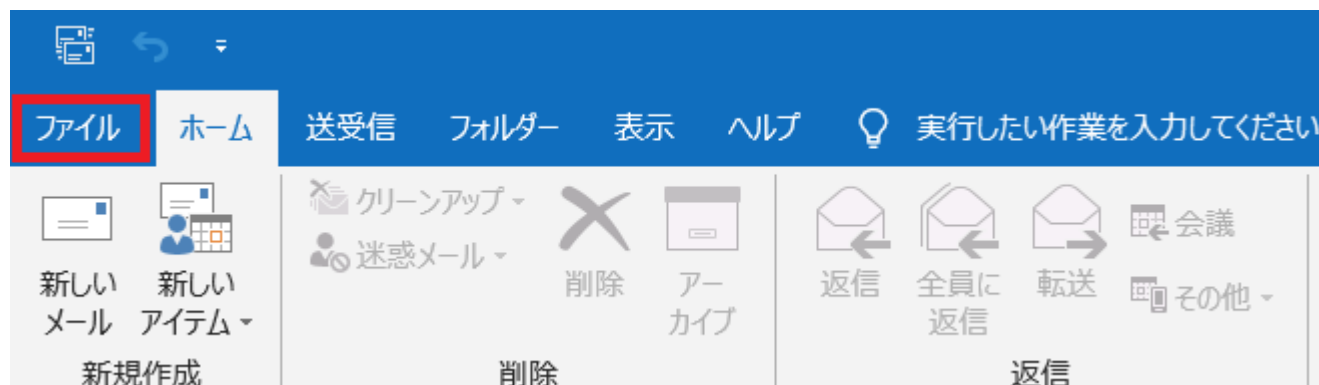 ファイル ホーム 送受信 フォルダー 表示 ヘルプ 実行したい作業を入力してください
新しい
メール
新しい
アイテム
新規作成
クリーンアップ
迷惑メール
削除
アー
カイブ
削除
返信
全員に
返信
転送
会議
その他
返信